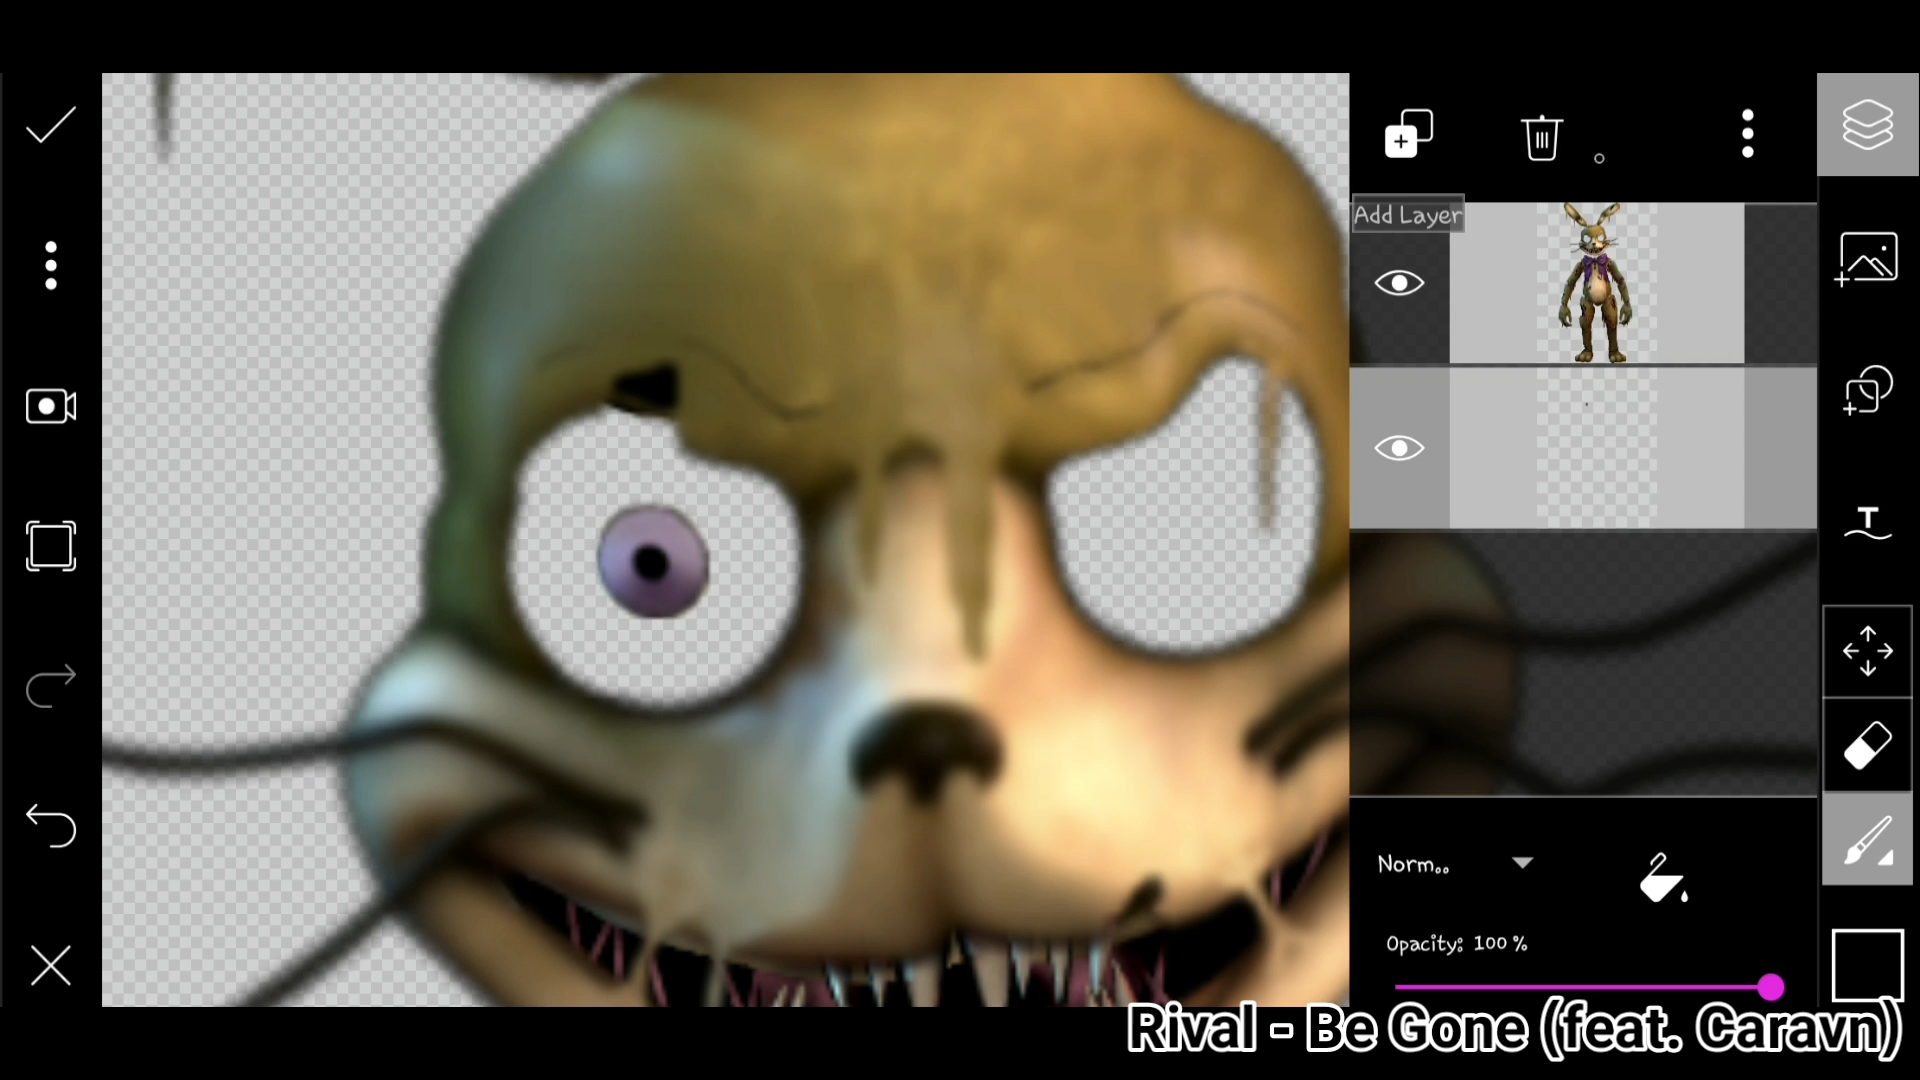 Add Layer
T
Norm..
Opacity: 100 %
Rival - Be Gone (feat. Caravn)